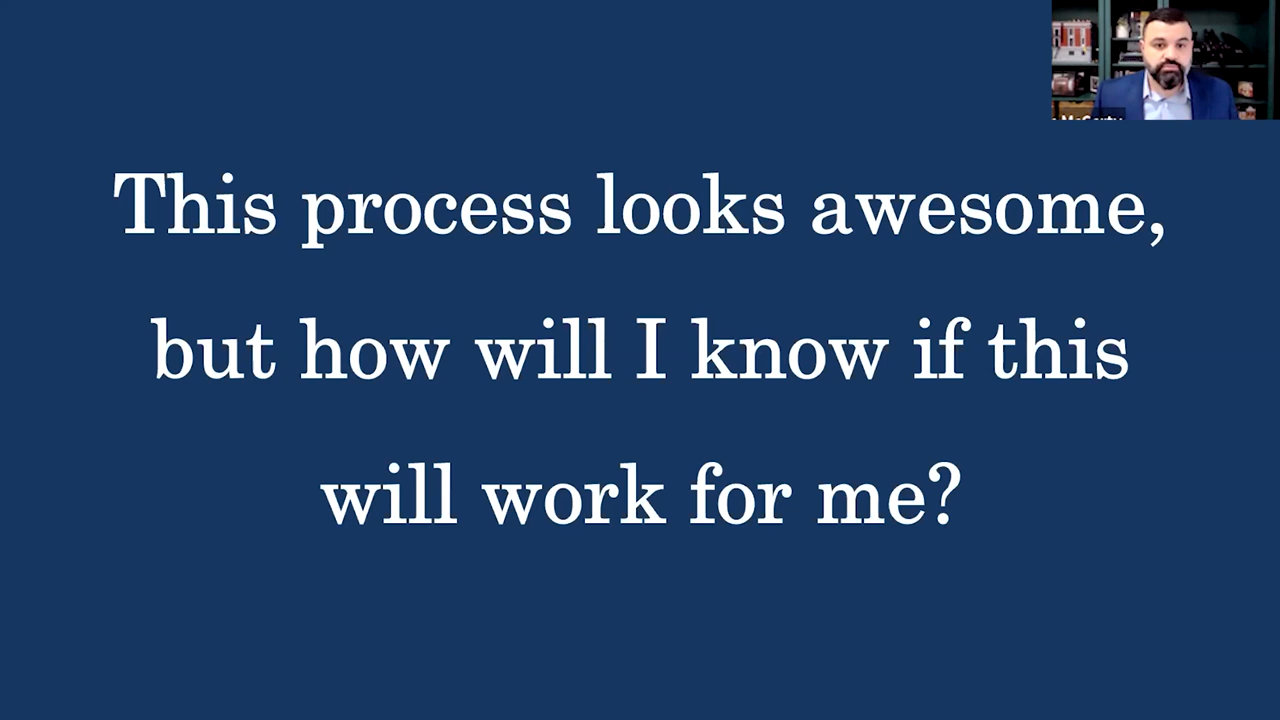 This process looks awesome,
but how will I know if this
will work for me?